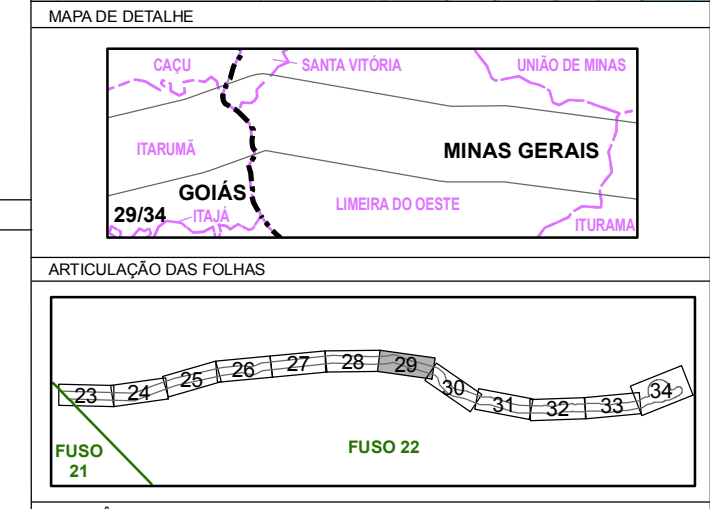 MAPA DE DETALHE
CAÇU
SANTA VITÓRIA
UNIÃO DE MINAS
ITARUMÃ
MINAS GERAIS
GOIÁS
LIMEIRA DO OESTE
29/34
ITAJÁ
ITURAMA
ARTICULAÇÃO DAS FOLHAS
23
24
25
26
27
28
29
30
31
32
33
34
FUSO
21
FUSO 22